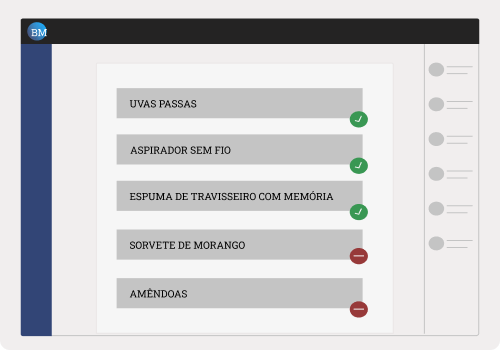 BM
UVAS PASSAS
ASPIRADOR SEM FIO
ESPUMA DE TRAVISSEIRO COM MEMÓRIA
SORVETE DE MORANGO
AMÊNDOAS